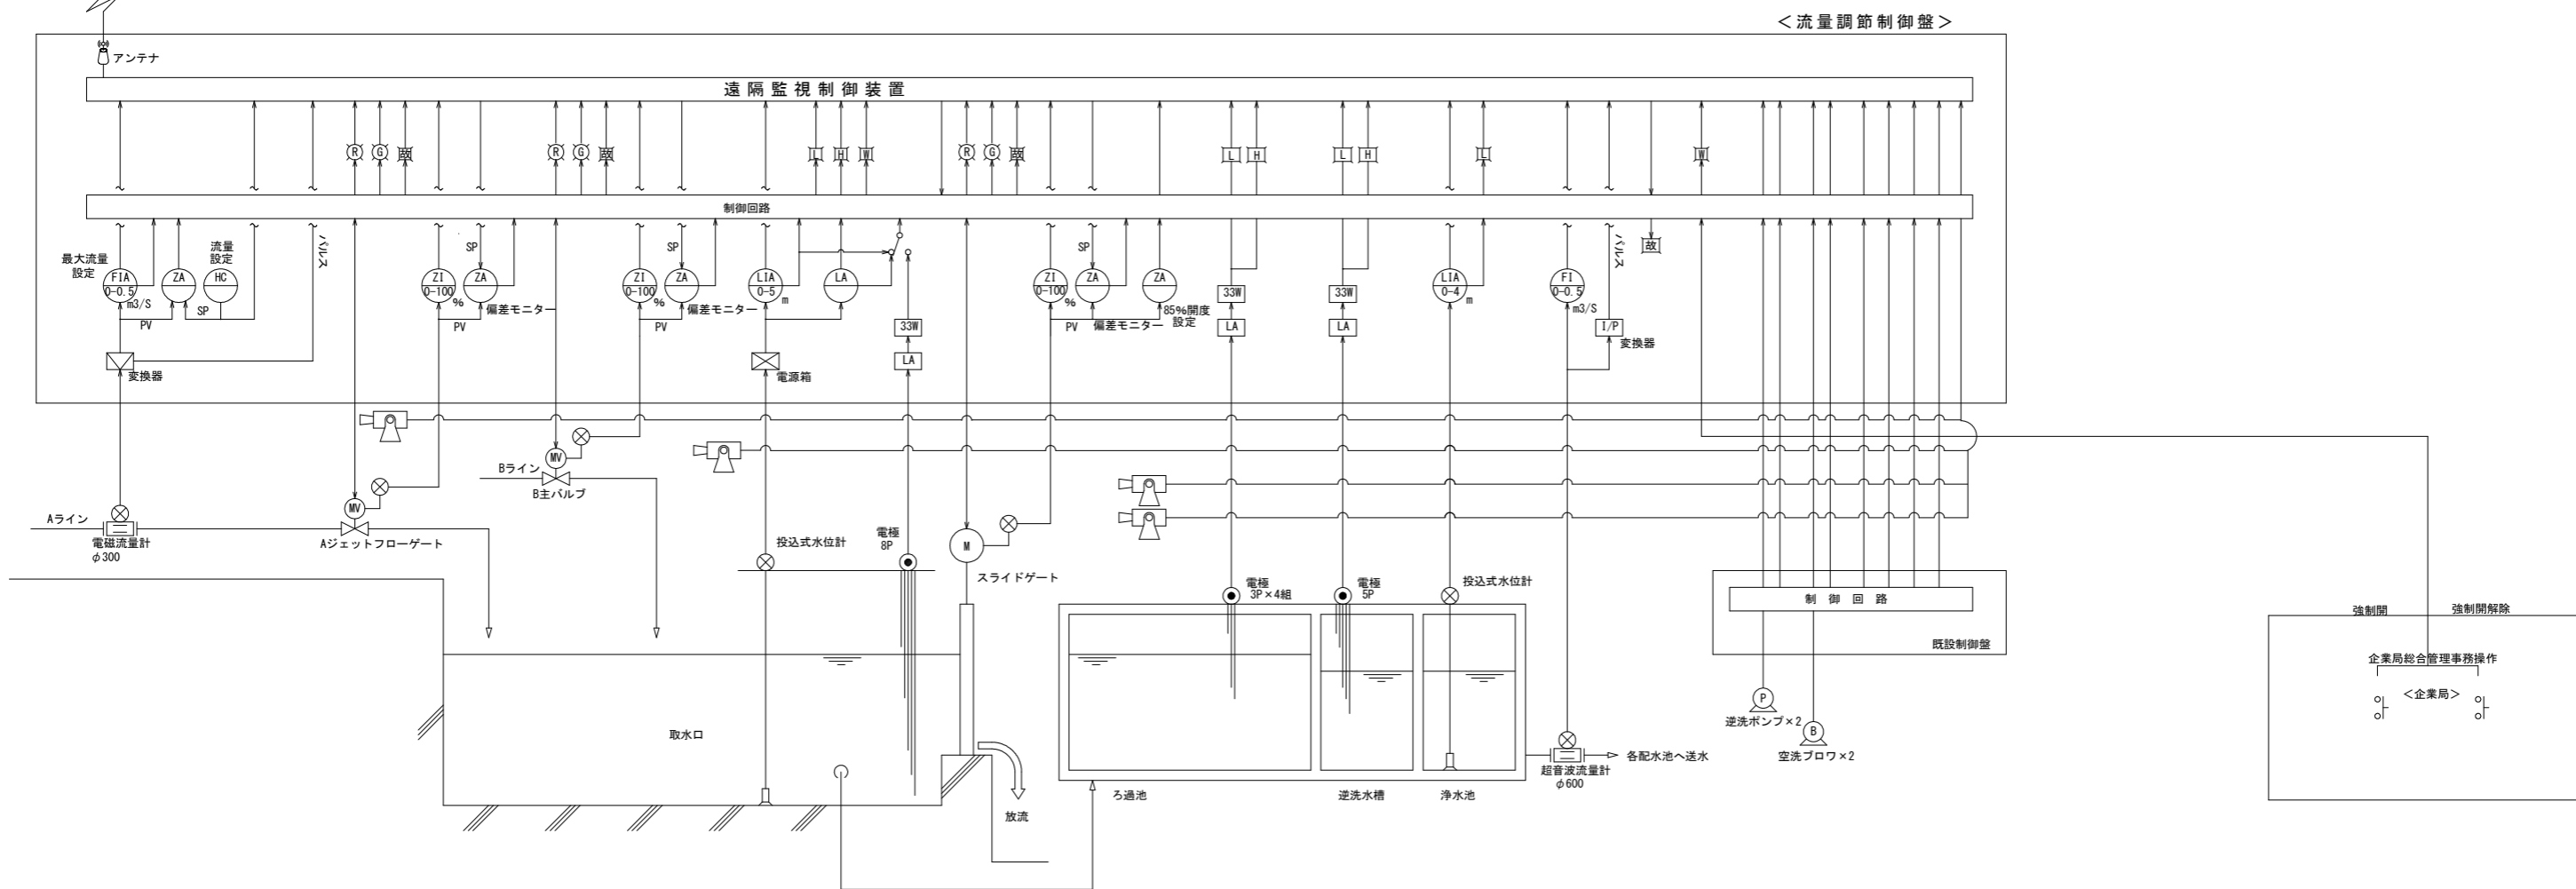 ＜流量調節制御盤＞
アンテナ
遠隔監視制御装置
R
G
故
R
G
故
L
H
W
R
G
故
L
H
L
H
L
W
制御回路
最大流量
設定
FIA
0-0.5
m3/S
ZA
流量
設定
HC
SP
PV
パルス
変換器
ZI
0-100
%
SP
ZA
偏差モニター
PV
ZI
0-100
%
SP
ZA
偏差モニター
PV
LIA
0-5
m
LA
電源箱
33W
LA
ZI
0-100
%
SP
ZA
偏差モニター
PV
ZA
85%開度
設定
33W
LA
33W
LA
LIA
0-4
m
FI
0-0.5
m3/S
パルス
I/P
変換器
故
Aライン
電磁流量計
φ300
MV
Aジェットフローゲート
Bライン
MV
B主バルブ
投込式水位計
電極
8P
M
スライドゲート
取水口
放流
電極
3P×4組
電極
5P
投込式水位計
ろ過池
逆洗水槽
浄水池
超音波流量計
φ600
各配水池へ送水
制御回路
既設制御盤
P
逆洗ポンプ×2
B
空洗ブロワ×2
強制開
強制開解除
企業局総合管理事務操作
＜企業局＞